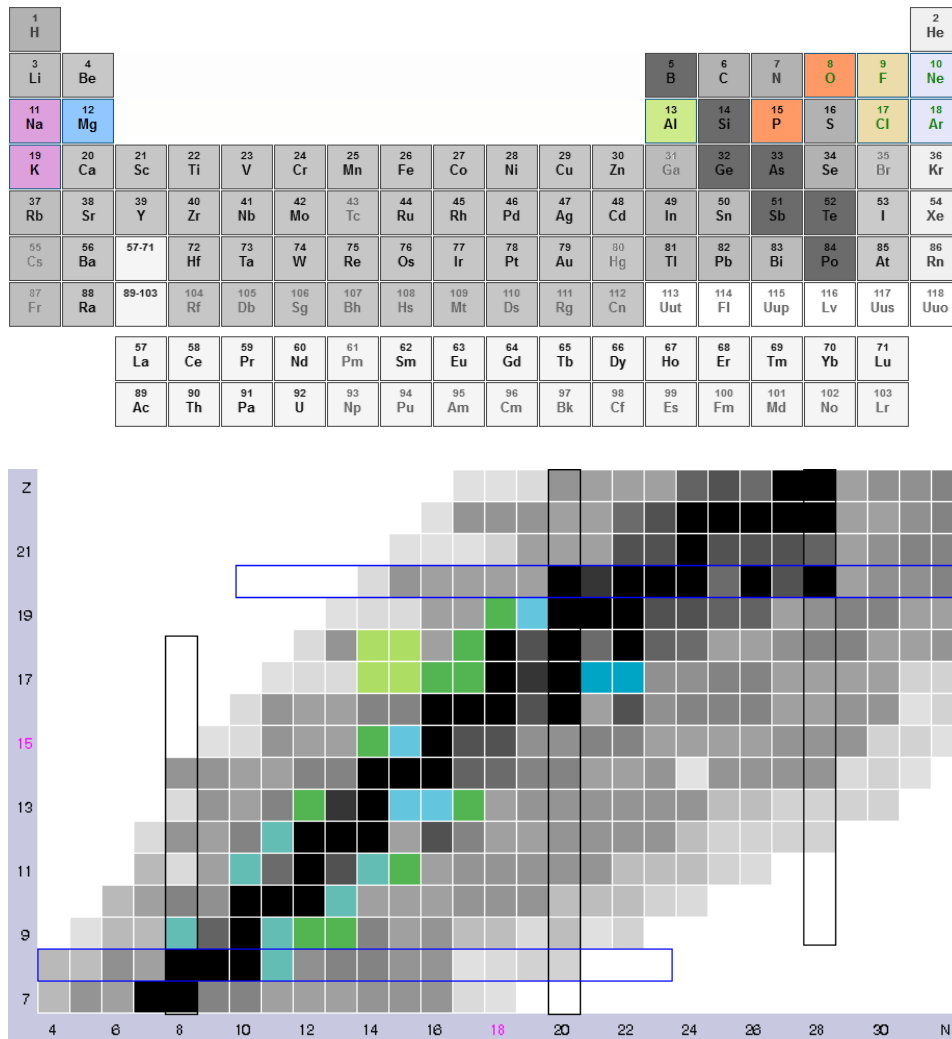 1 2
H He
3 4 5 6 7 8 9 10
Li Be B C N O F Ne
11 12 13 14 15 16 17 18
Na Mg Al Si P S Cl Ar
19 20 21 22 23 24 25 26 27 28 29 30 31 32 33 34 35 36
K Ca Sc Ti V Cr Mn Fe Co Ni Cu Zn Ga Ge As Se Br Kr
37 38 39 40 41 42 43 44 45 46 47 48 49 50 51 52 53 54
Rb Sr Y Zr Nb Mo Tc Ru Rh Pd Ag Cd In Sn Sb Te I Xe
55 56 57-71 72 73 74 75 76 77 78 79 80 81 82 83 84 85 86
Cs Ba Hf Ta W Re Os Ir Pt Au Hg Tl Pb Bi Po At Rn
87 88 89-103 104 105 106 107 108 109 110 111 112 113 114 115 116 117 118
Fr Ra Rf Db Sg Bh Hs Mt Ds Rg Cn Uut Fl Uup Lv Uus Uuo
57 58 59 60 61 62 63 64 65 66 67 68 69 70 71
La Ce Pr Nd Pm Sm Eu Gd Tb Dy Ho Er Tm Yb Lu
89 90 91 92 93 94 95 96 97 98 99 100 101 102 103
Ac Th Pa U Np Pu Am Cm Bk Cf Es Fm Md No Lr
Z
21
19
17
15
13
11
9
7
4 6 8 10 12 14 16 18 20 22 24 26 28 30 N